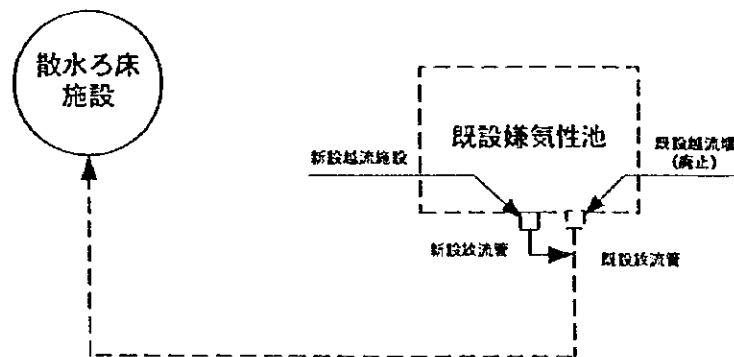 散水ろ床
施設
既設嫌気性池
新設越流施設
既設越流堰
(廃止)
新設放流管
既設放流管